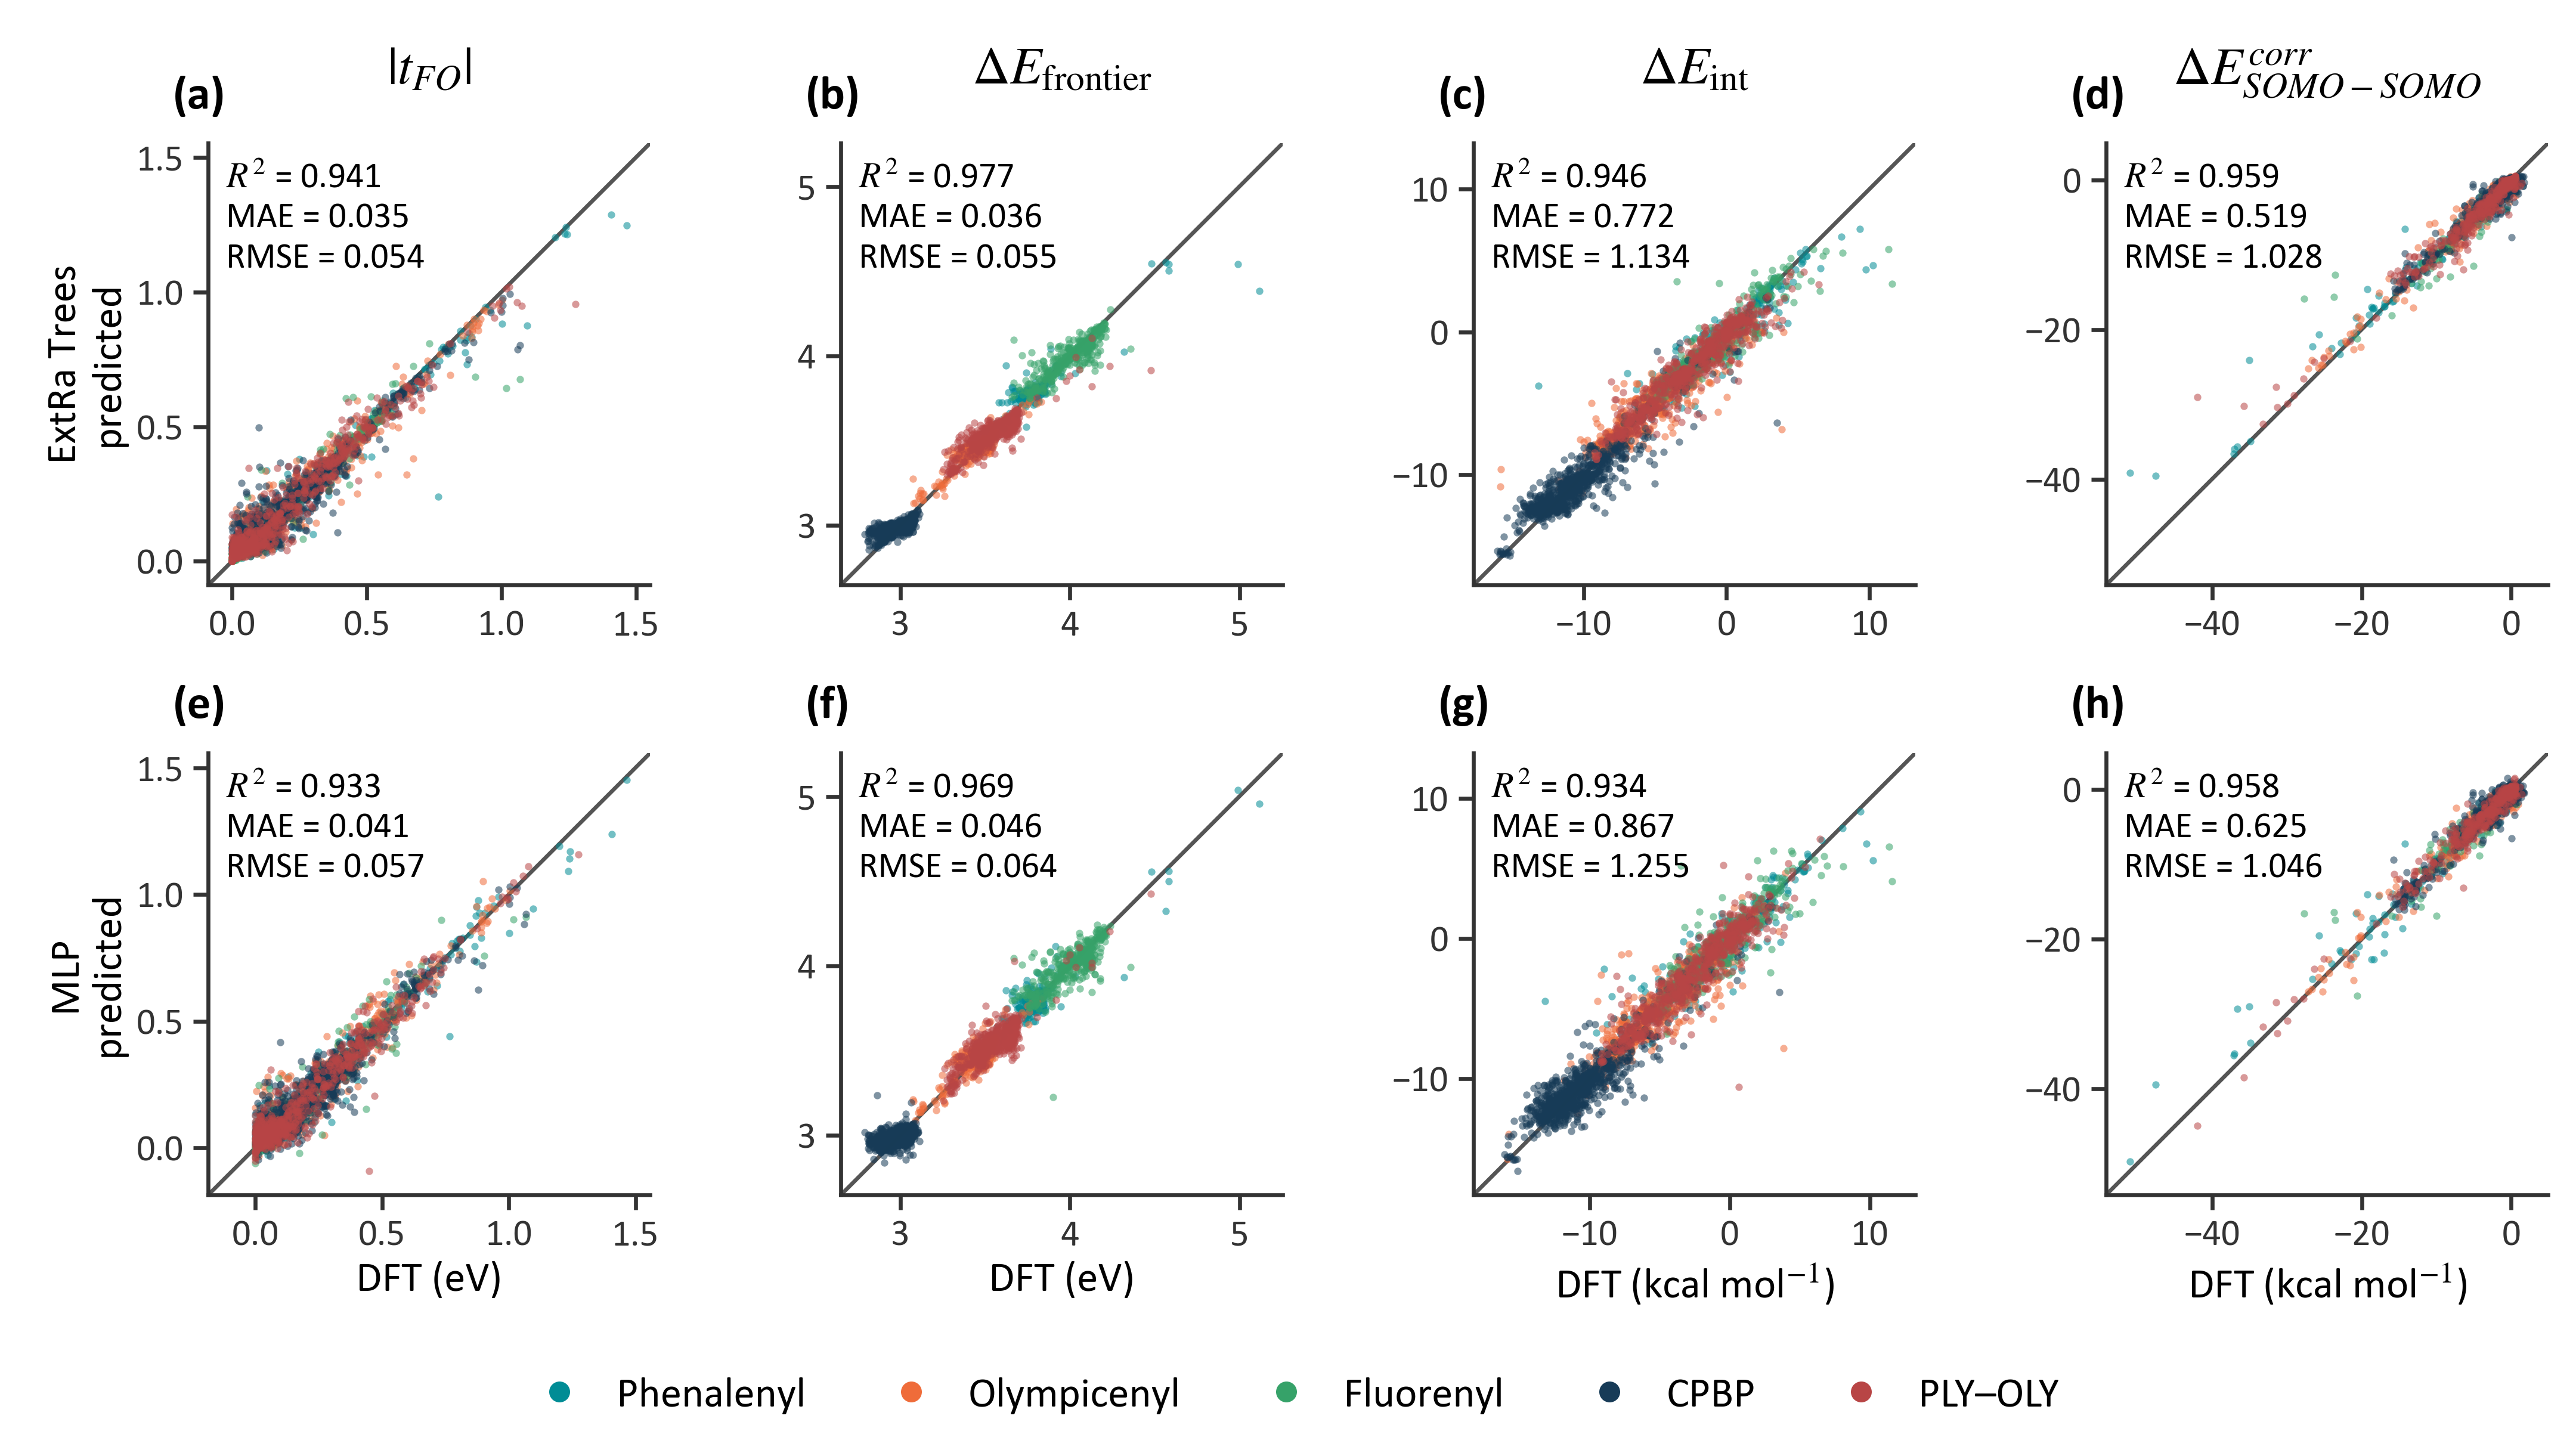 |t_FO|
ΔE_frontier
ΔE_int
ΔE^corr_SOMO − SOMO
(a)
(b)
(c)
(d)
ExtRa Trees
predicted
R² = 0.941
MAE = 0.035
RMSE = 0.054
1.5
1.0
0.5
0.0
0.0 0.5 1.0 1.5
R² = 0.977
MAE = 0.036
RMSE = 0.055
5
4
3
3 4 5
R² = 0.946
MAE = 0.772
RMSE = 1.134
10
0
−10
−10 0 10
R² = 0.959
MAE = 0.519
RMSE = 1.028
0
−20
−40
−40 −20 0
(e)
(f)
(g)
(h)
MLP
predicted
R² = 0.933
MAE = 0.041
RMSE = 0.057
1.5
1.0
0.5
0.0
0.0 0.5 1.0 1.5
DFT (eV)
R² = 0.969
MAE = 0.046
RMSE = 0.064
5
4
3
3 4 5
DFT (eV)
R² = 0.934
MAE = 0.867
RMSE = 1.255
10
0
−10
−10 0 10
DFT (kcal mol⁻¹)
R² = 0.958
MAE = 0.625
RMSE = 1.046
0
−20
−40
−40 −20 0
DFT (kcal mol⁻¹)
Phenalenyl Olympicenyl Fluorenyl CPBP PLY–OLY